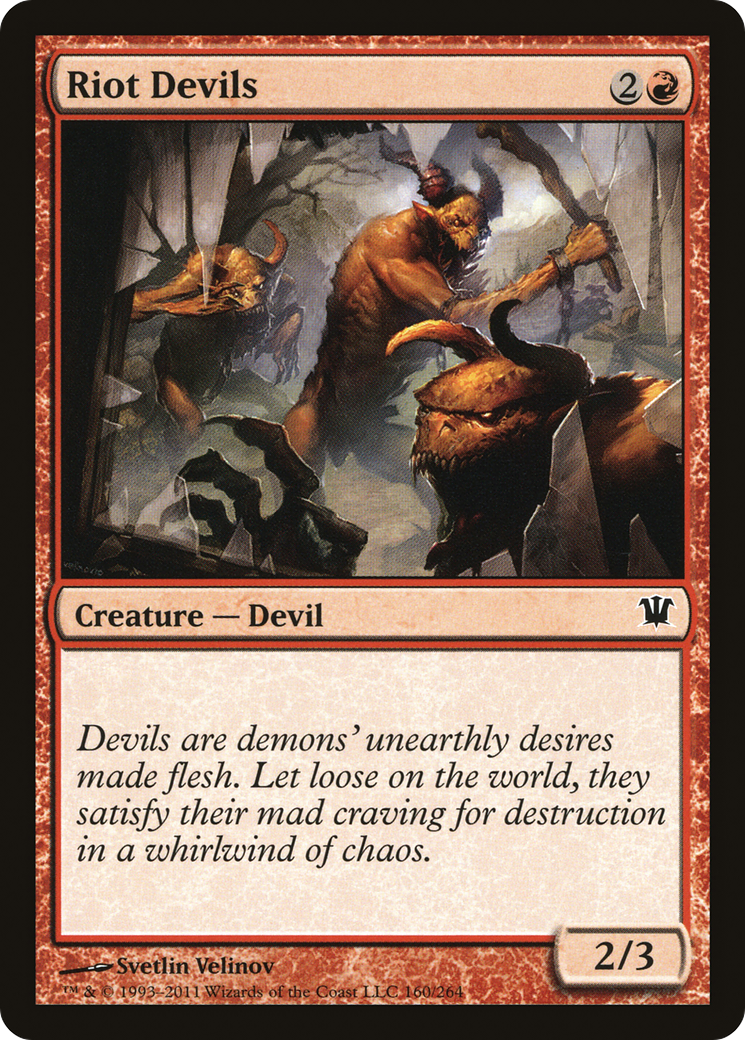 Riot Devils 2
Creature — Devil
Devils are demons’ unearthly desires
made flesh. Let loose on the world, they
satisfy their mad craving for destruction
in a whirlwind of chaos.
2/3
Svetlin Velinov
™ & © 1993–2011 Wizards of the Coast LLC 160/264